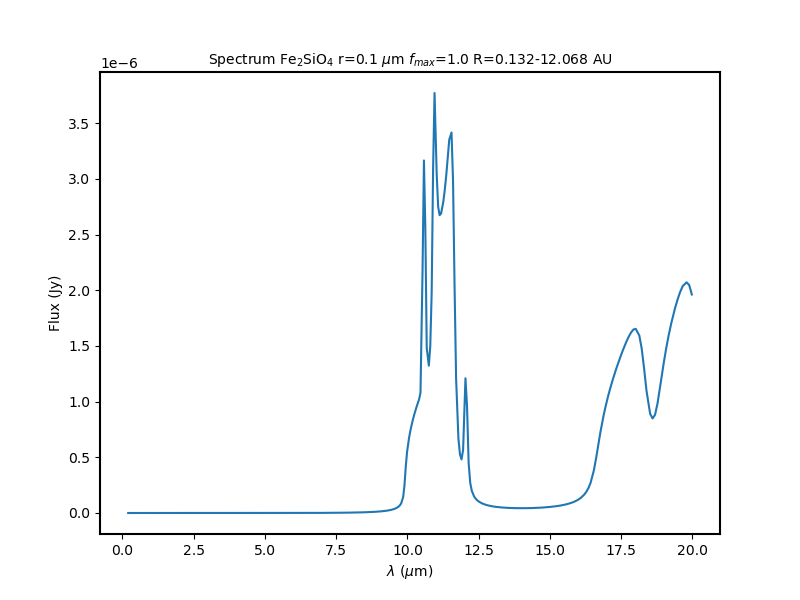 Spectrum Fe₂SiO₄ r=0.1 μm f_max=1.0 R=0.132-12.068 AU
1e−6
3.5
3.0
2.5
2.0
1.5
1.0
0.5
0.0
Flux (Jy)
0.0 2.5 5.0 7.5 10.0 12.5 15.0 17.5 20.0
λ (μm)